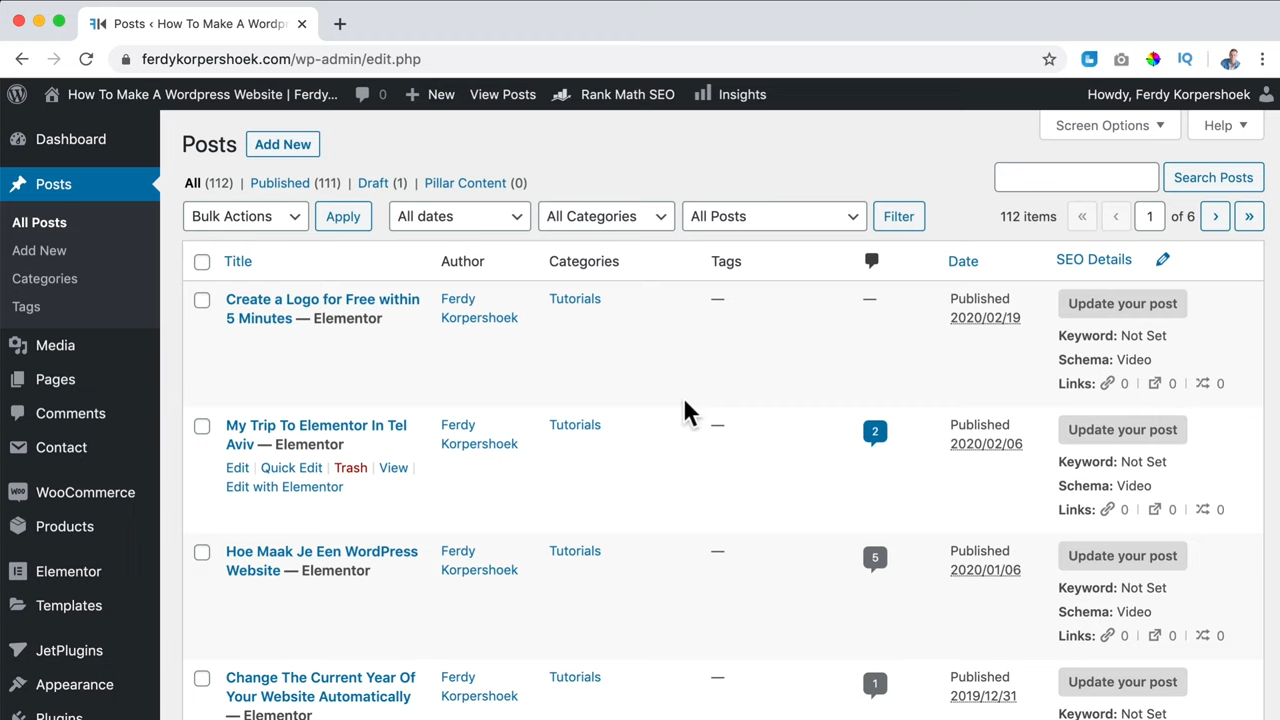 Posts ‹ How To Make A Wordpr
ferdykorpershoek.com/wp-admin/edit.php
IQ
How To Make A Wordpress Website | Ferdy...
0
New
View Posts
Rank Math SEO
Insights
Howdy, Ferdy Korpershoek
Dashboard
Posts
All Posts
Add New
Categories
Tags
Media
Pages
Comments
Contact
WooCommerce
Products
Elementor
Templates
JetPlugins
Appearance
Plugins
Posts
Add New
Screen Options
Help
All (112) | Published (111) | Draft (1) | Pillar Content (0)
Search Posts
Bulk Actions
Apply
All dates
All Categories
All Posts
Filter
112 items
«
‹
1
of 6
›
»
Title
Author
Categories
Tags
Date
SEO Details
Create a Logo for Free within
5 Minutes — Elementor
Ferdy
Korpershoek
Tutorials
—
—
Published
2020/02/19
Update your post
Keyword: Not Set
Schema: Video
Links: 0 | 0 | 0
My Trip To Elementor In Tel
Aviv — Elementor
Edit | Quick Edit | Trash | View |
Edit with Elementor
Ferdy
Korpershoek
Tutorials
—
2
Published
2020/02/06
Update your post
Keyword: Not Set
Schema: Video
Links: 0 | 0 | 0
Hoe Maak Je Een WordPress
Website — Elementor
Ferdy
Korpershoek
Tutorials
—
5
Published
2020/01/06
Update your post
Keyword: Not Set
Schema: Video
Links: 0 | 0 | 0
Change The Current Year Of
Your Website Automatically
— Elementor
Ferdy
Korpershoek
Tutorials
—
1
Published
2019/12/31
Update your post
Keyword: Not Set